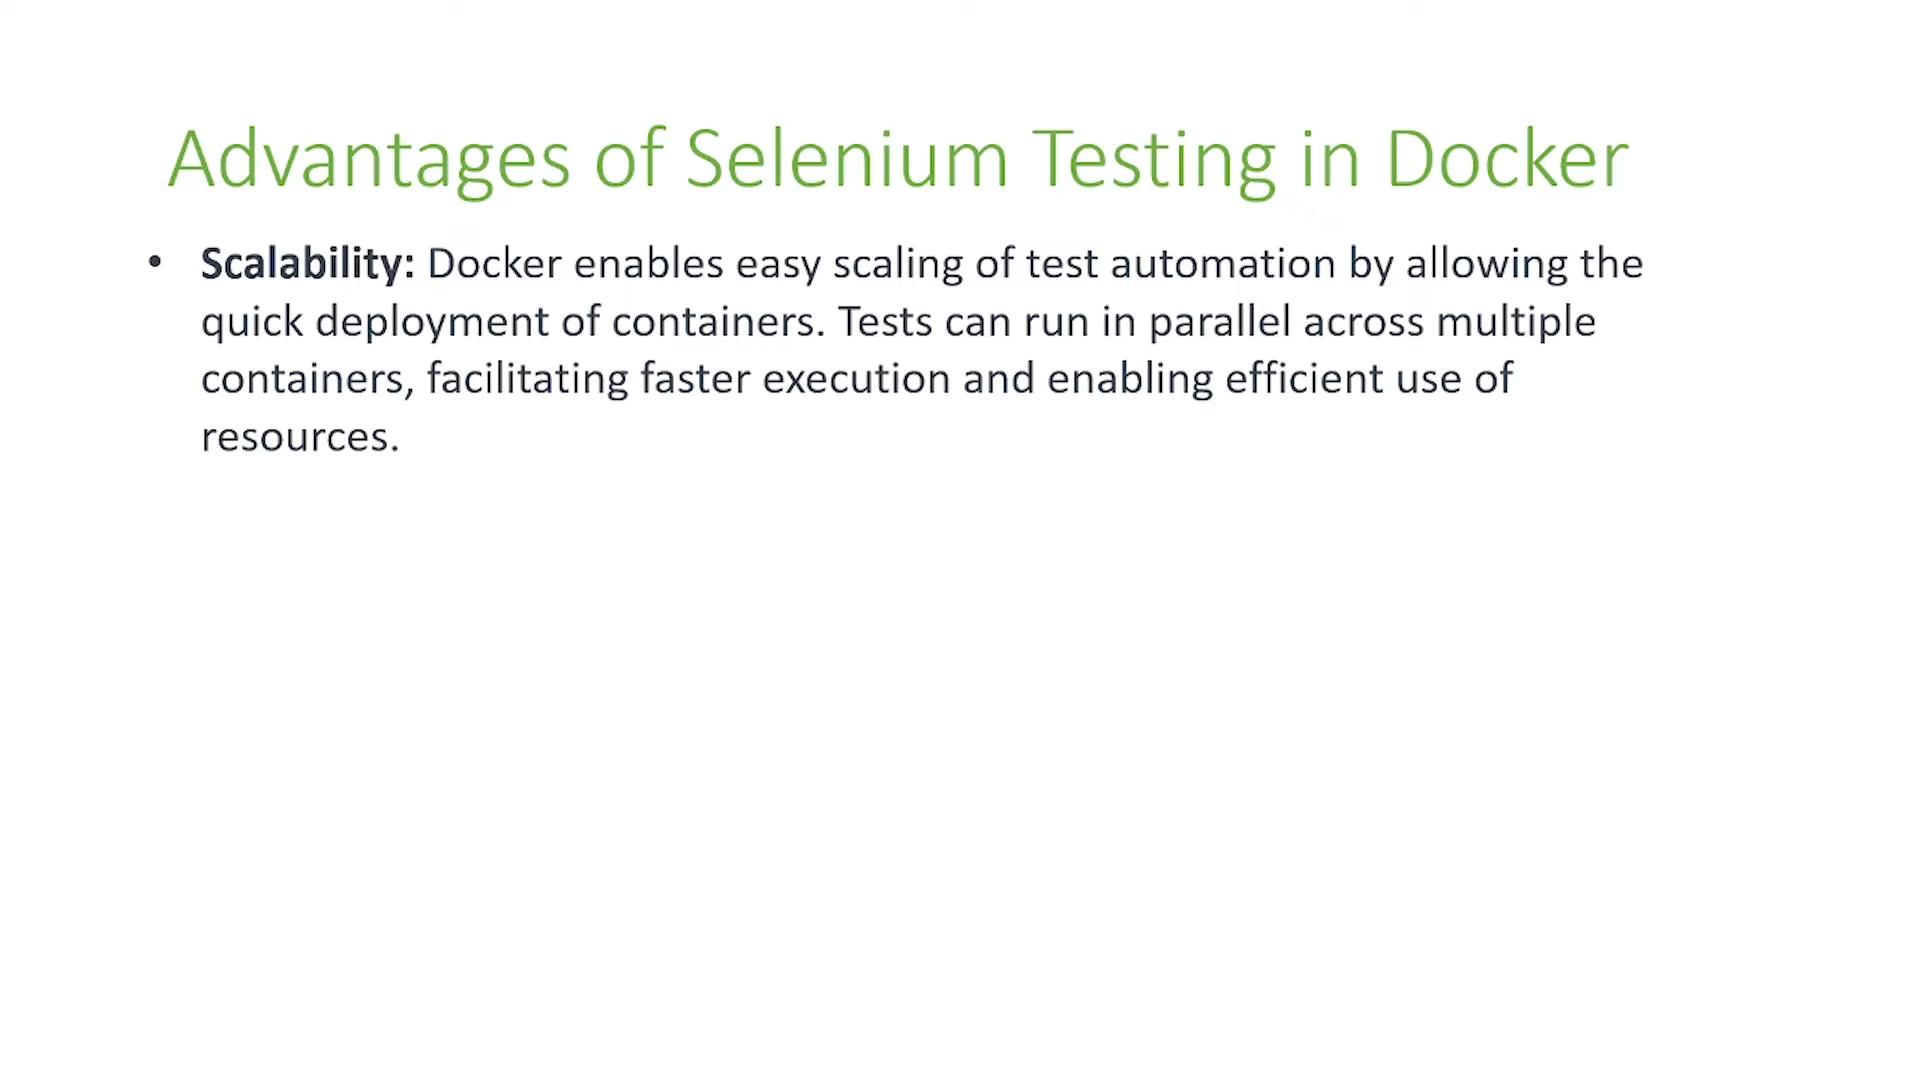 Advantages of Selenium Testing in Docker
• Scalability: Docker enables easy scaling of test automation by allowing the
quick deployment of containers. Tests can run in parallel across multiple
containers, facilitating faster execution and enabling efficient use of
resources.